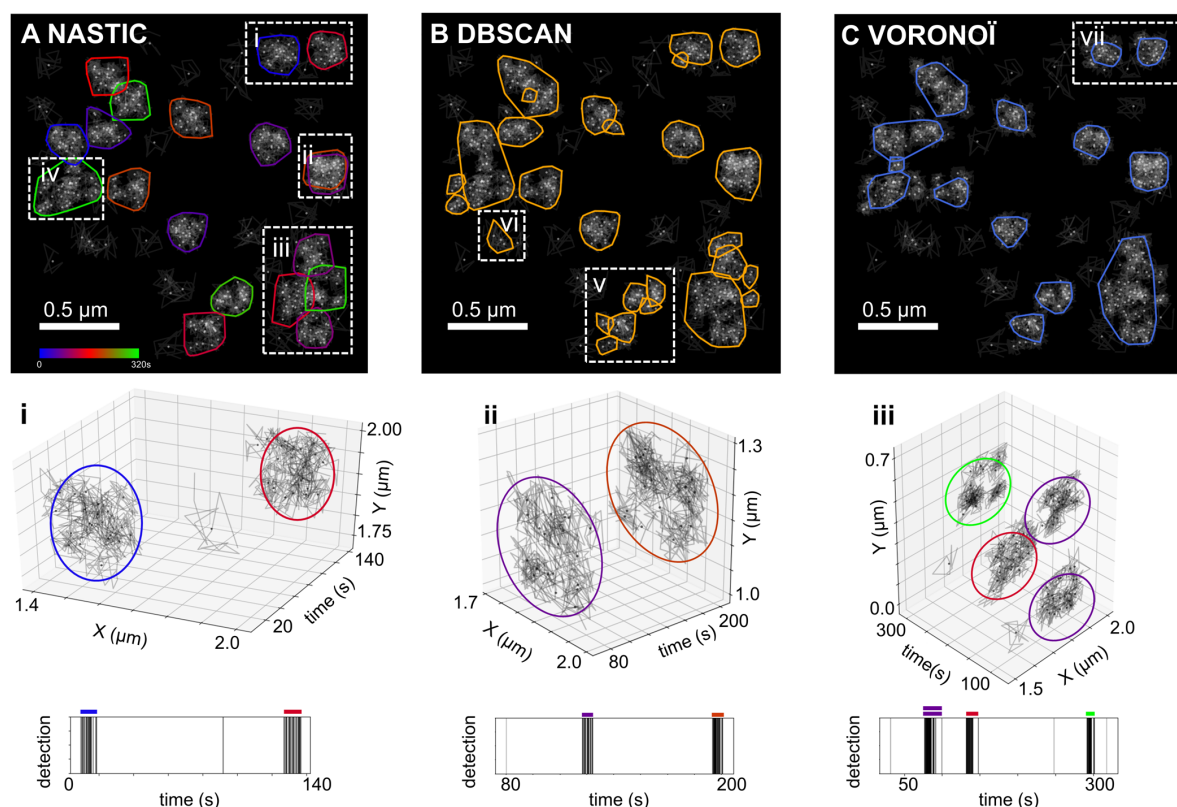 A NASTIC
i
ii
iii
iv
0.5 µm
0
320s
B DBSCAN
vi
v
0.5 µm
C VORONOÏ
vii
0.5 µm
i
2.00
Y (µm)
1.75
140
time (s)
20
1.4
X (µm)
2.0
detection
0
time (s)
140
ii
1.3
Y (µm)
1.0
200
time (s)
80
1.7
X (µm)
2.0
detection
80
time (s)
200
iii
0.7
Y (µm)
0.0
300
time(s)
100
2.0
X (µm)
1.5
detection
50
time (s)
300